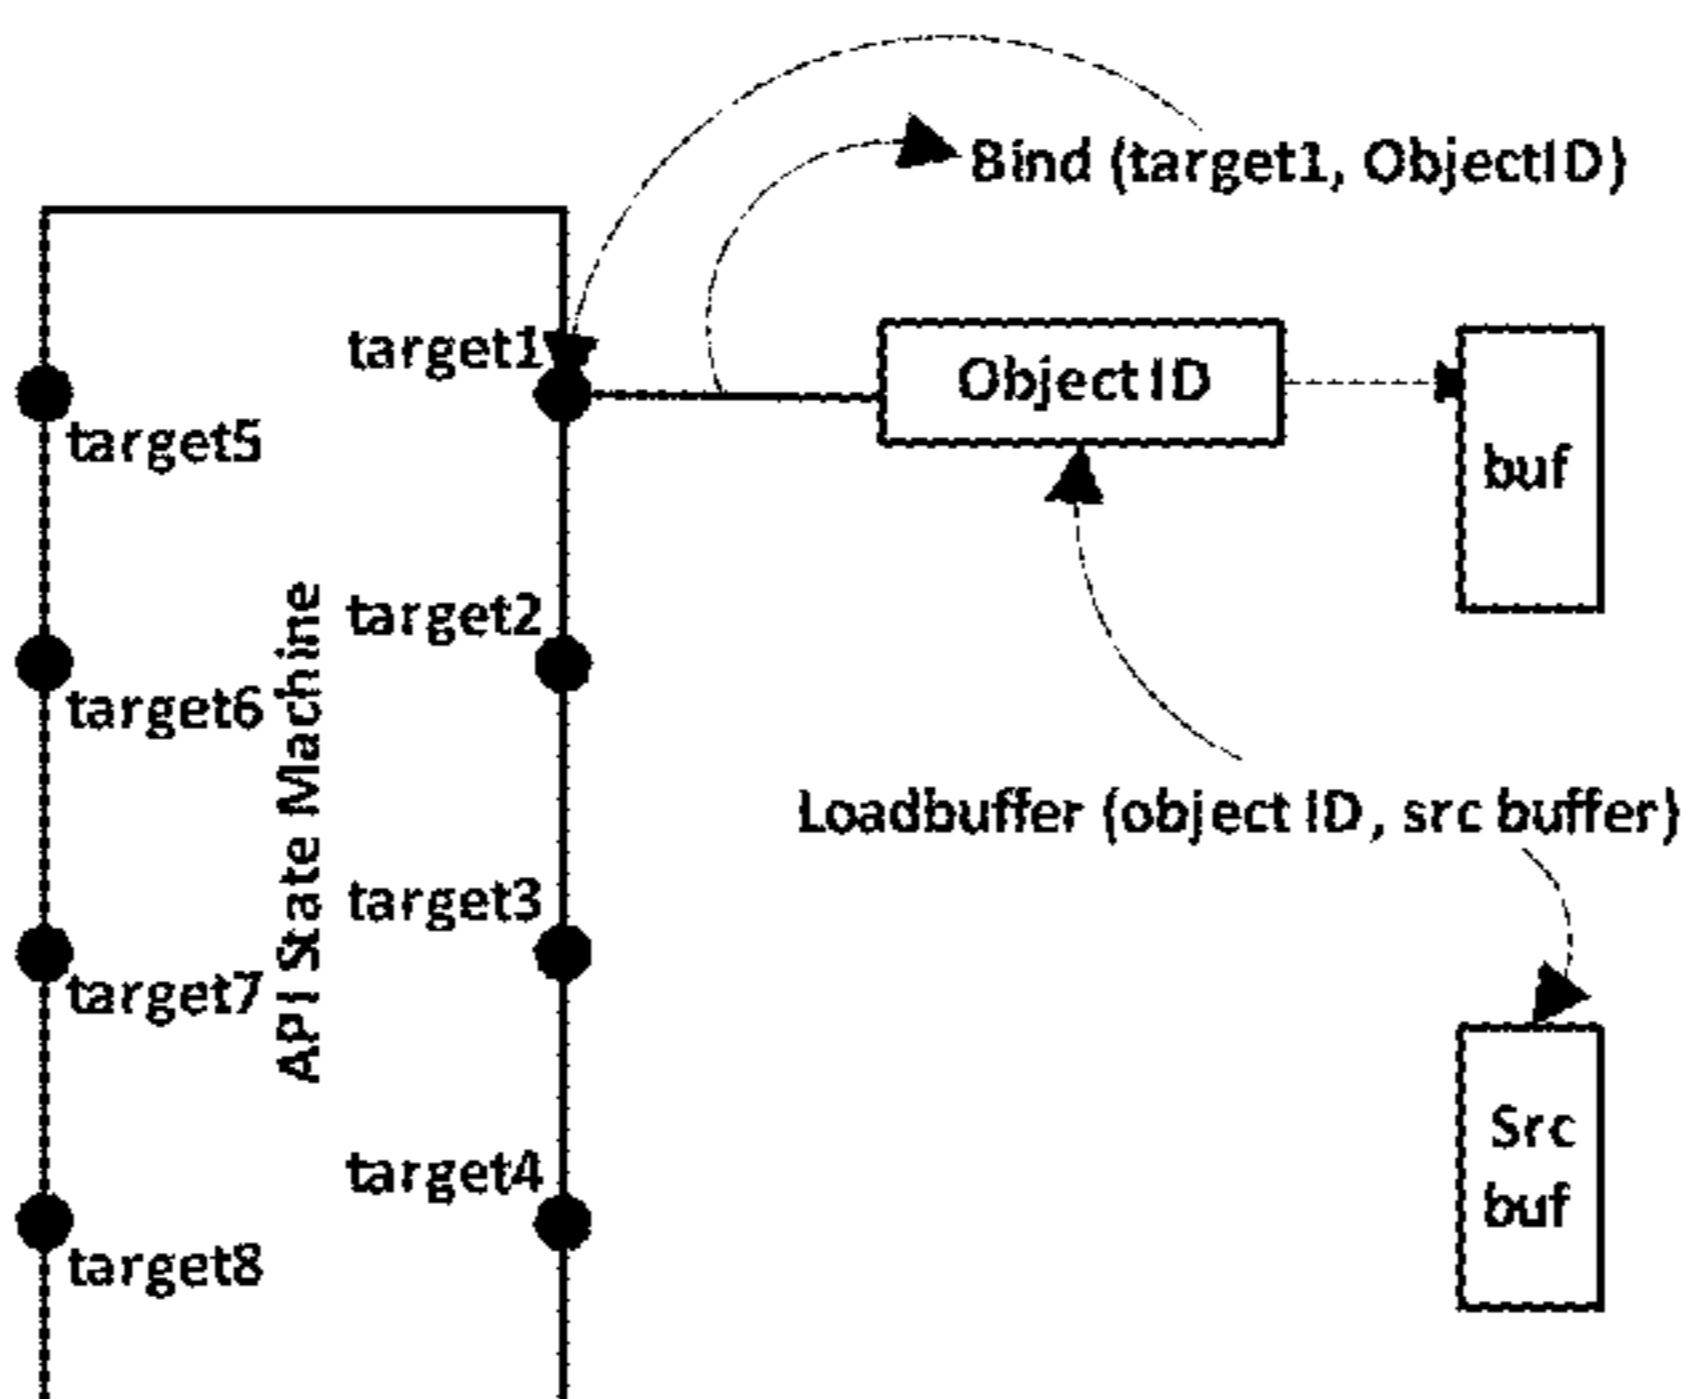 Bind (target1, ObjectID)
target1
Object ID
target5
buf
target2
target6
API State Machine
Loadbuffer (object ID, src buffer)
target3
target7
Src
buf
target4
target8